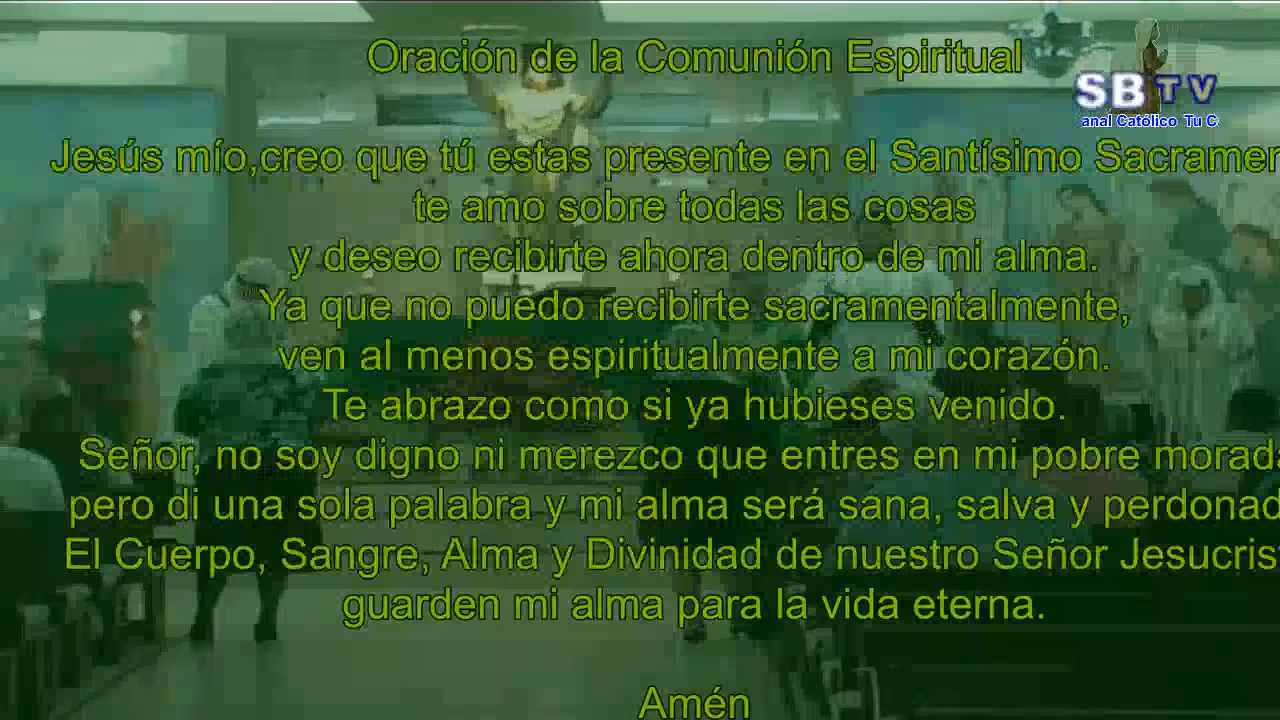 Oración de la Comunión Espiritual
SBTV
anal Católico Tu C
Jesús mío,creo que tú estas presente en el Santísimo Sacramen
te amo sobre todas las cosas
y deseo recibirte ahora dentro de mi alma.
Ya que no puedo recibirte sacramentalmente,
ven al menos espiritualmente a mi corazón.
Te abrazo como si ya hubieses venido.
Señor, no soy digno ni merezco que entres en mi pobre morada
pero di una sola palabra y mi alma será sana, salva y perdonad
El Cuerpo, Sangre, Alma y Divinidad de nuestro Señor Jesucris
guarden mi alma para la vida eterna.
Amén